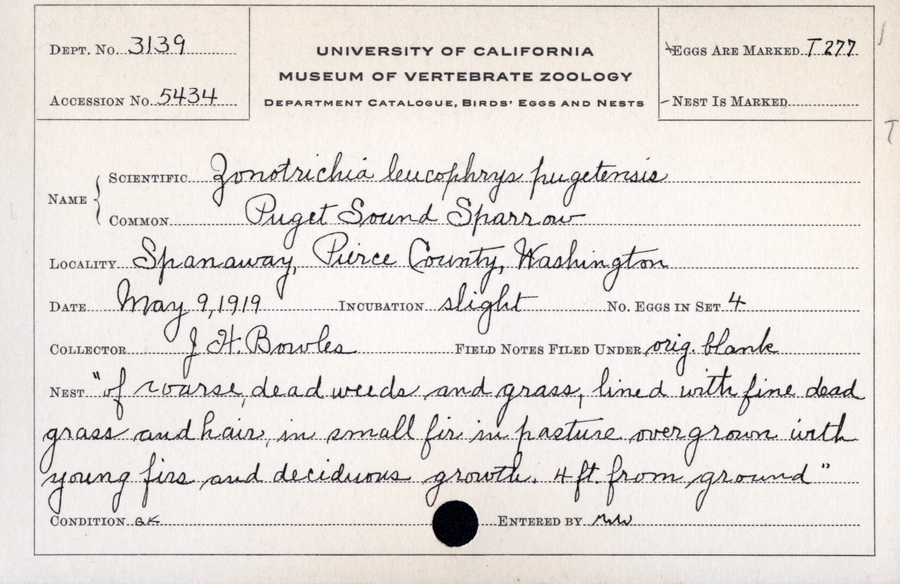 DEPT. No. 3139
ACCESSION No. 5434
UNIVERSITY OF CALIFORNIA
MUSEUM OF VERTEBRATE ZOOLOGY
DEPARTMENT CATALOGUE, BIRDS' EGGS AND NESTS
EGGS ARE MARKED T 277
NEST IS MARKED
NAME
SCIENTIFIC Zonotrichia leucophrys pugetensis
COMMON Puget Sound Sparrow
LOCALITY Spanaway, Pierce County, Washington
DATE May 9, 1919 INCUBATION slight No. EGGS IN SET 4
COLLECTOR J. H. Bowles FIELD NOTES FILED UNDER orig. blank
NEST "of coarse, dead weeds and grass, lined with fine dead
grass and hair, in small fir in pasture overgrown with
young firs and deciduous growth. 4 ft. from ground"
CONDITION ENTERED BY
T